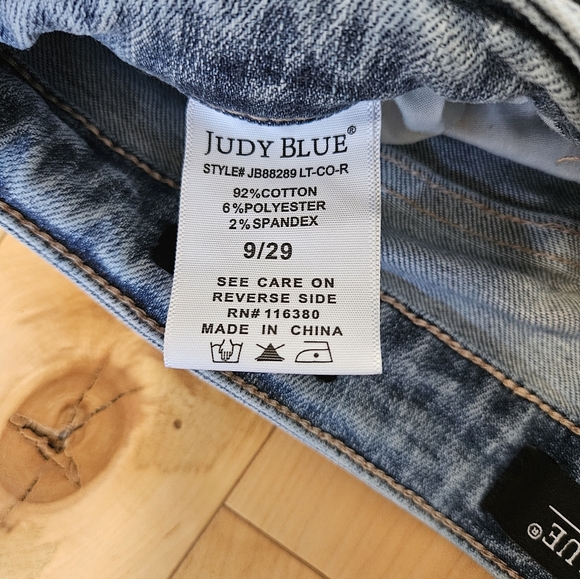 JUDY BLUE®
STYLE# JB88289 LT-CO-R
92%COTTON
6%POLYESTER
2%SPANDEX
9/29
SEE CARE ON
REVERSE SIDE
RN# 116380
MADE IN CHINA
UE®